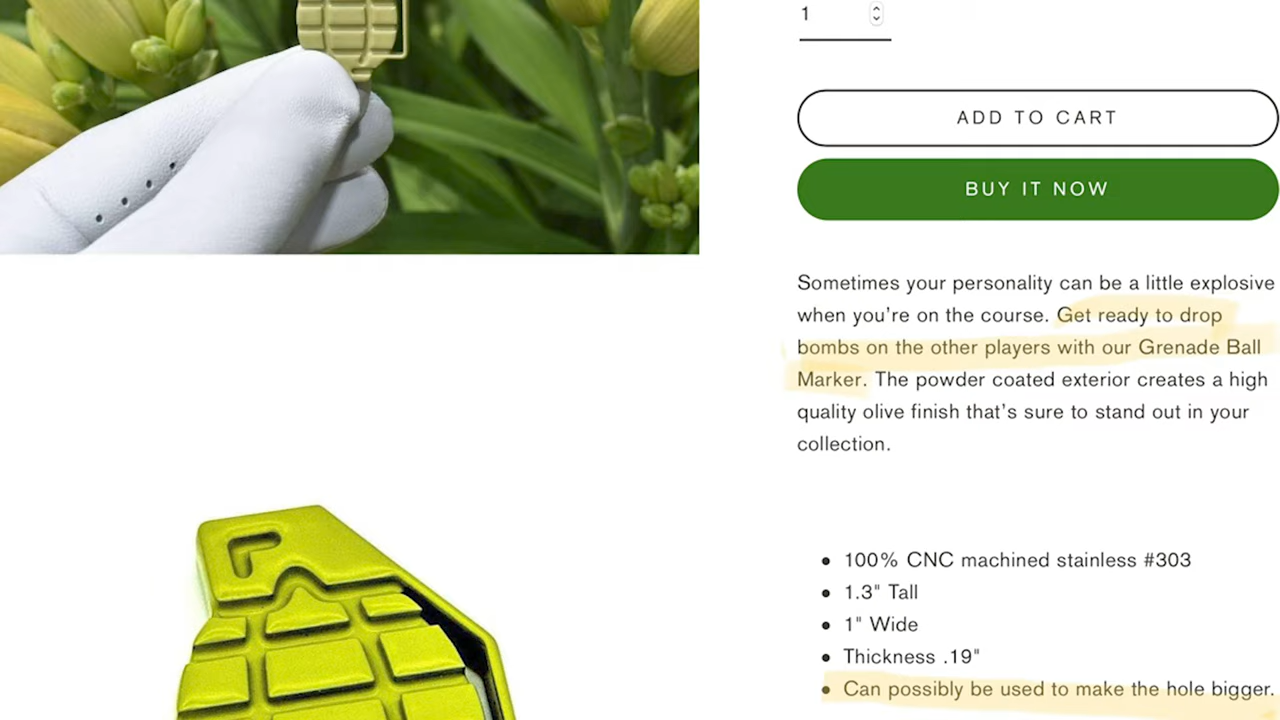 1
ADD TO CART
BUY IT NOW
Sometimes your personality can be a little explosive
when you’re on the course. Get ready to drop
bombs on the other players with our Grenade Ball
Marker. The powder coated exterior creates a high
quality olive finish that’s sure to stand out in your
collection.
• 100% CNC machined stainless #303
• 1.3" Tall
• 1" Wide
• Thickness .19"
• Can possibly be used to make the hole bigger.